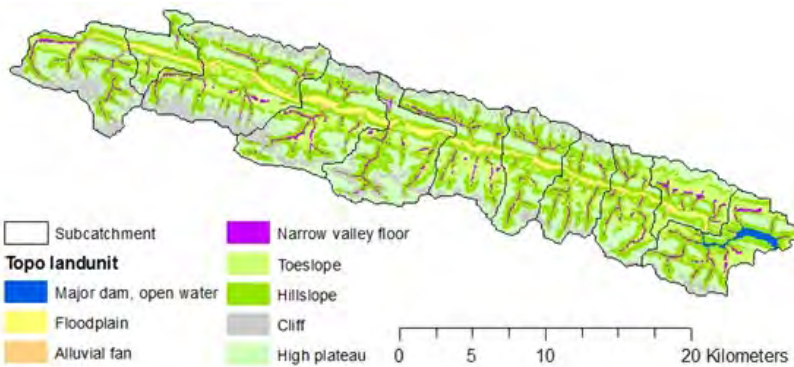 Subcatchment
Topo landunit
Major dam, open water
Floodplain
Alluvial fan
Narrow valley floor
Toeslope
Hillslope
Cliff
High plateau
0 5 10 20 Kilometers